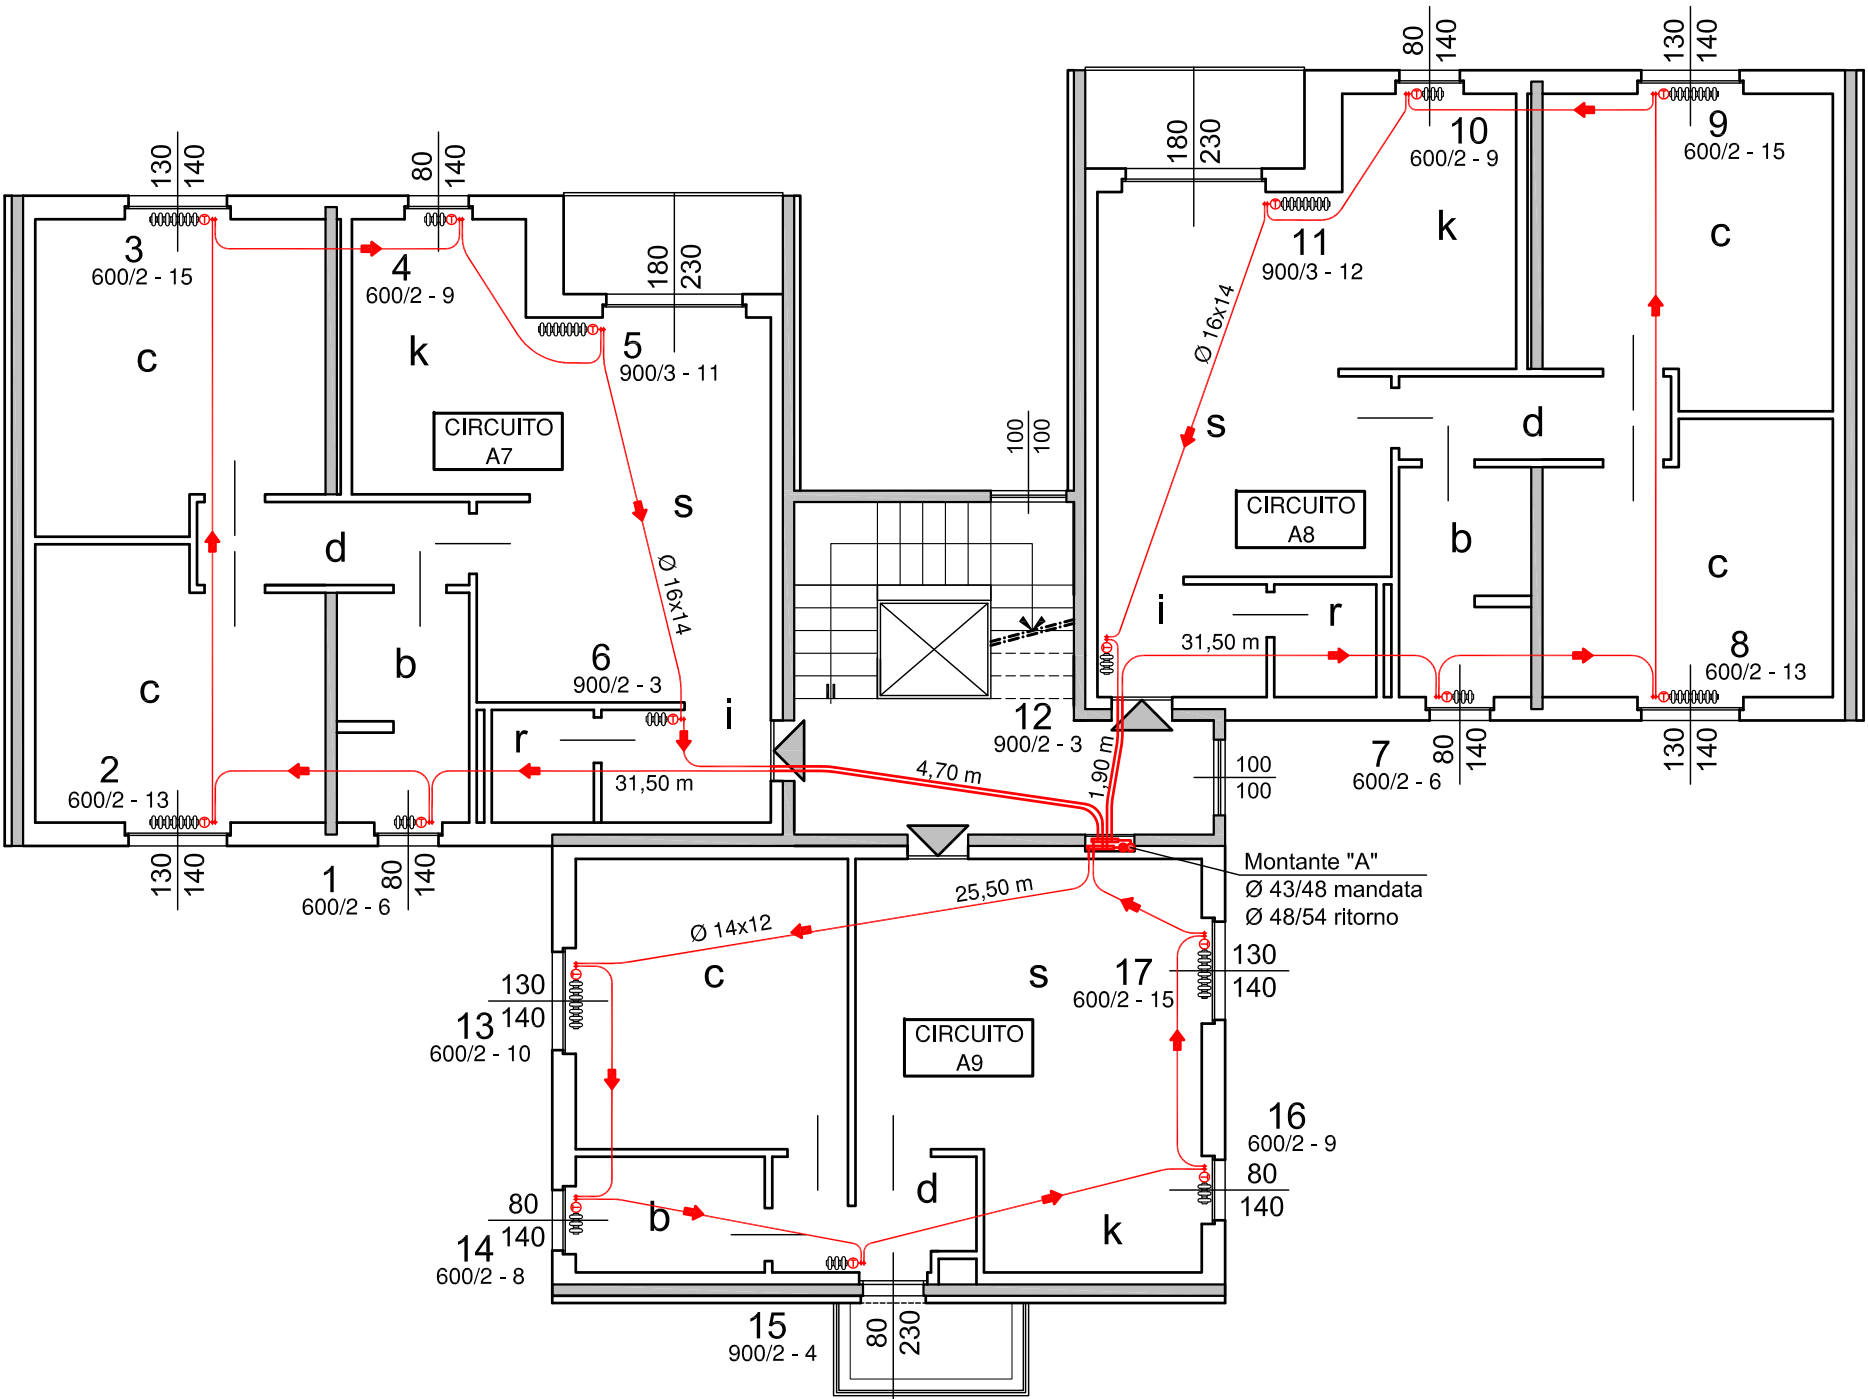 80
140
130
140
130
140
80
140
180
230
10
600/2 - 9
9
600/2 - 15
3
600/2 - 15
4
600/2 - 9
180
230
11
900/3 - 12
k
c
c
k
5
900/3 - 11
Ø 16x14
CIRCUITO
A7
s
100
100
s
d
CIRCUITO
A8
d
b
c
Ø 16x14
i
r
31,50 m
8
600/2 - 13
c
b
6
900/2 - 3
i
r
31,50 m
12
900/2 - 3
4,70 m
1,90 m
7
600/2 - 6
80
140
130
140
100
100
2
600/2 - 13
130
140
1
600/2 - 6
80
140
Montante "A"
Ø 43/48 mandata
Ø 48/54 ritorno
25,50 m
Ø 14x12
c
s
17
600/2 - 15
130
140
130
140
13
600/2 - 10
CIRCUITO
A9
16
600/2 - 9
80
140
80
140
14
600/2 - 8
b
d
k
15
900/2 - 4
80
230